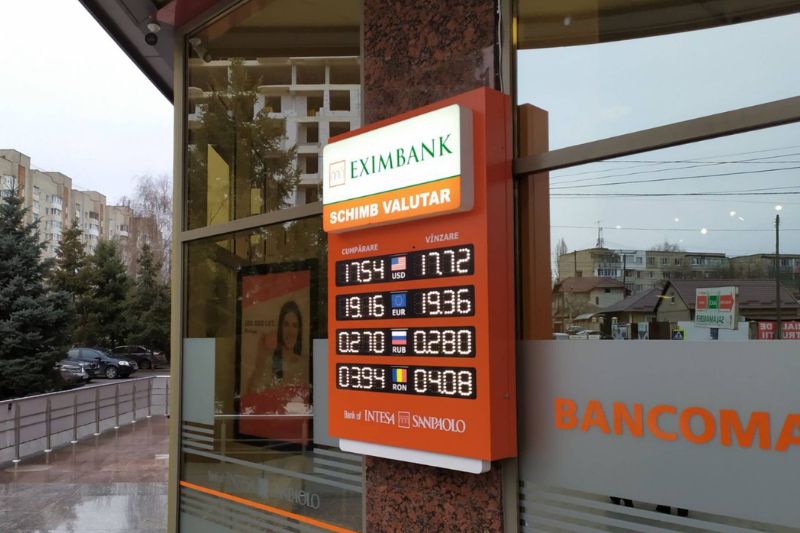 EXIMBANK
SCHIMB VALUTAR
CUMPĂRARE VÎNZARE
17.54 USD 17.72
19.16 EUR 19.36
0.270 RUB 0.280
03.94 RON 04.08
Bank of INTESA SANPAOLO
BANCOMA